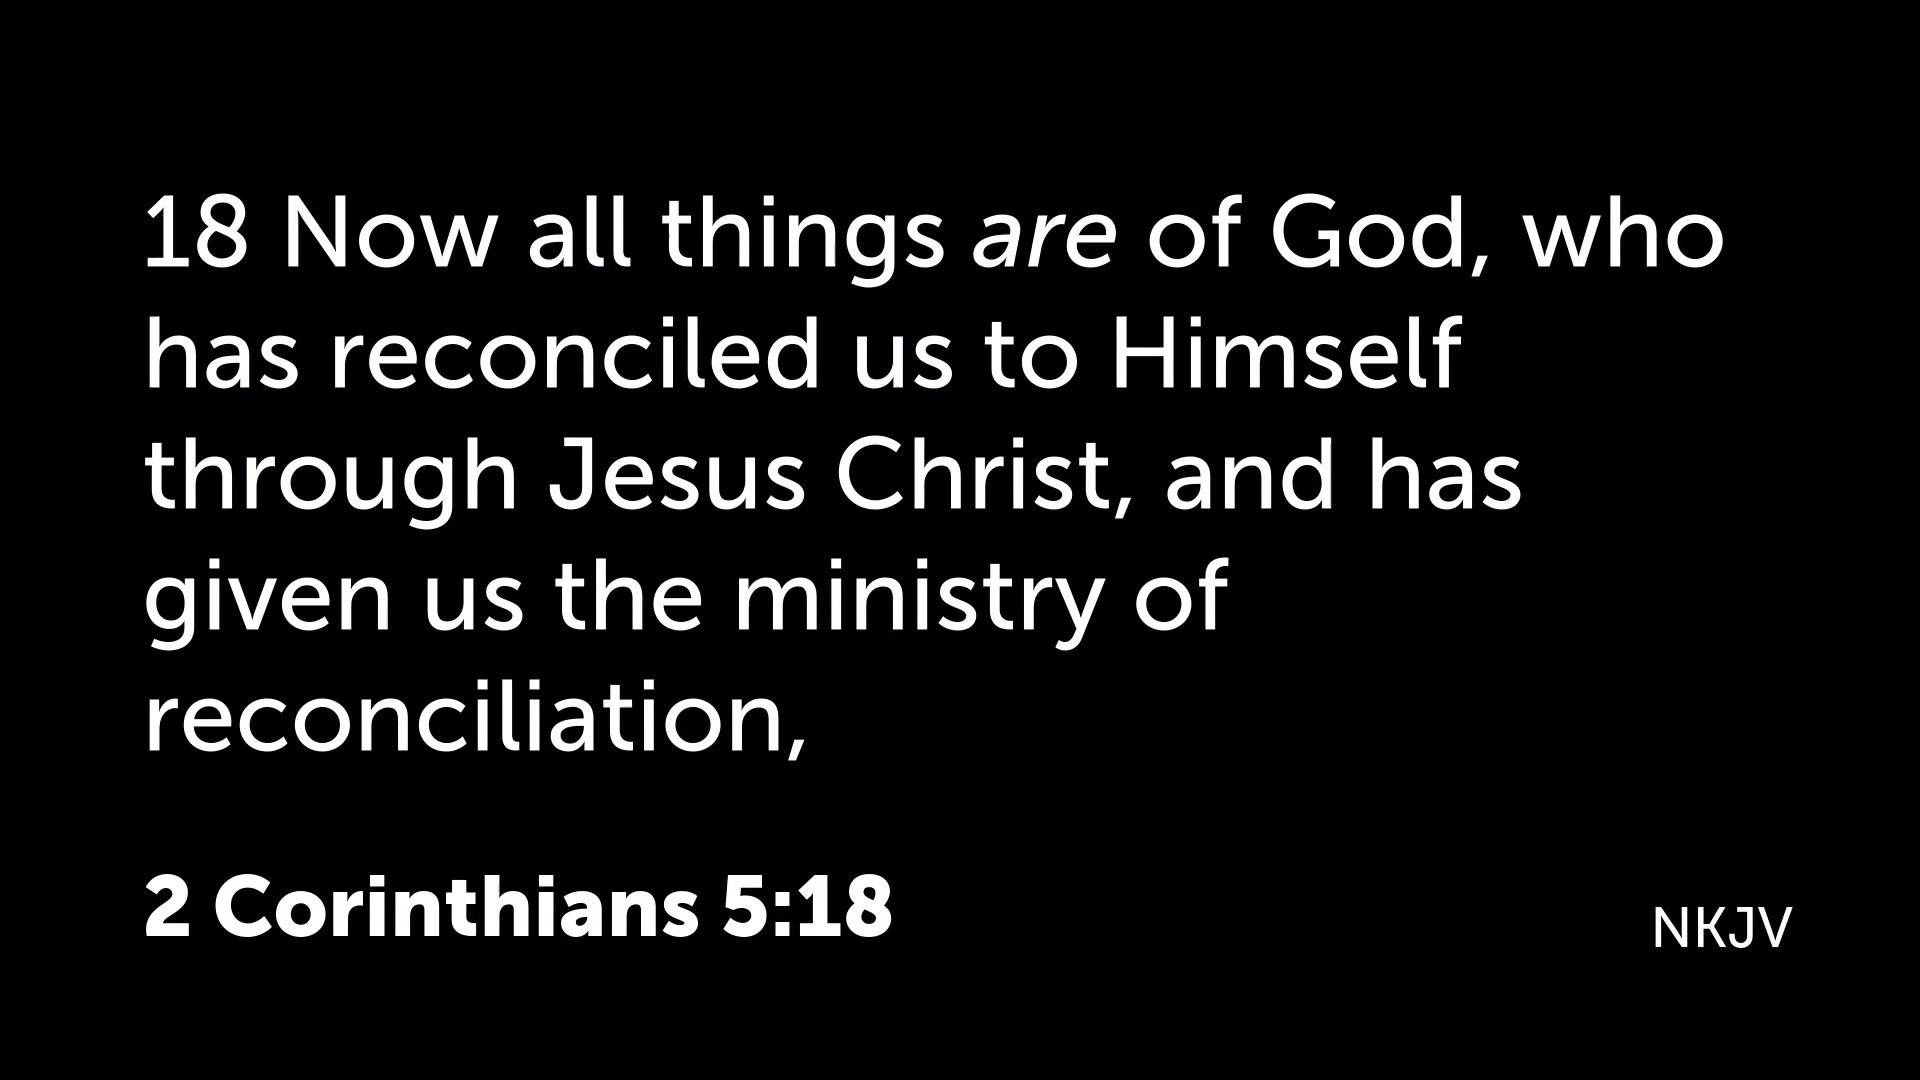 18 Now all things are of God, who
has reconciled us to Himself
through Jesus Christ, and has
given us the ministry of
reconciliation,
2 Corinthians 5:18
NKJV